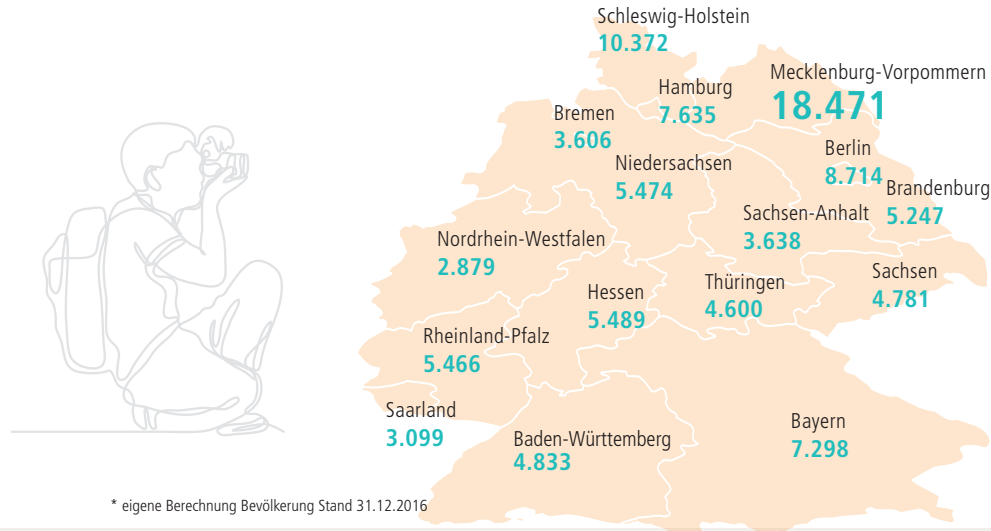 Schleswig-Holstein
10.372
Mecklenburg-Vorpommern
18.471
Hamburg
7.635
Bremen
3.606
Berlin
8.714
Niedersachsen
5.474
Brandenburg
5.247
Sachsen-Anhalt
3.638
Nordrhein-Westfalen
2.879
Sachsen
4.781
Thüringen
4.600
Hessen
5.489
Rheinland-Pfalz
5.466
Saarland
3.099
Bayern
7.298
Baden-Württemberg
4.833
* eigene Berechnung Bevölkerung Stand 31.12.2016